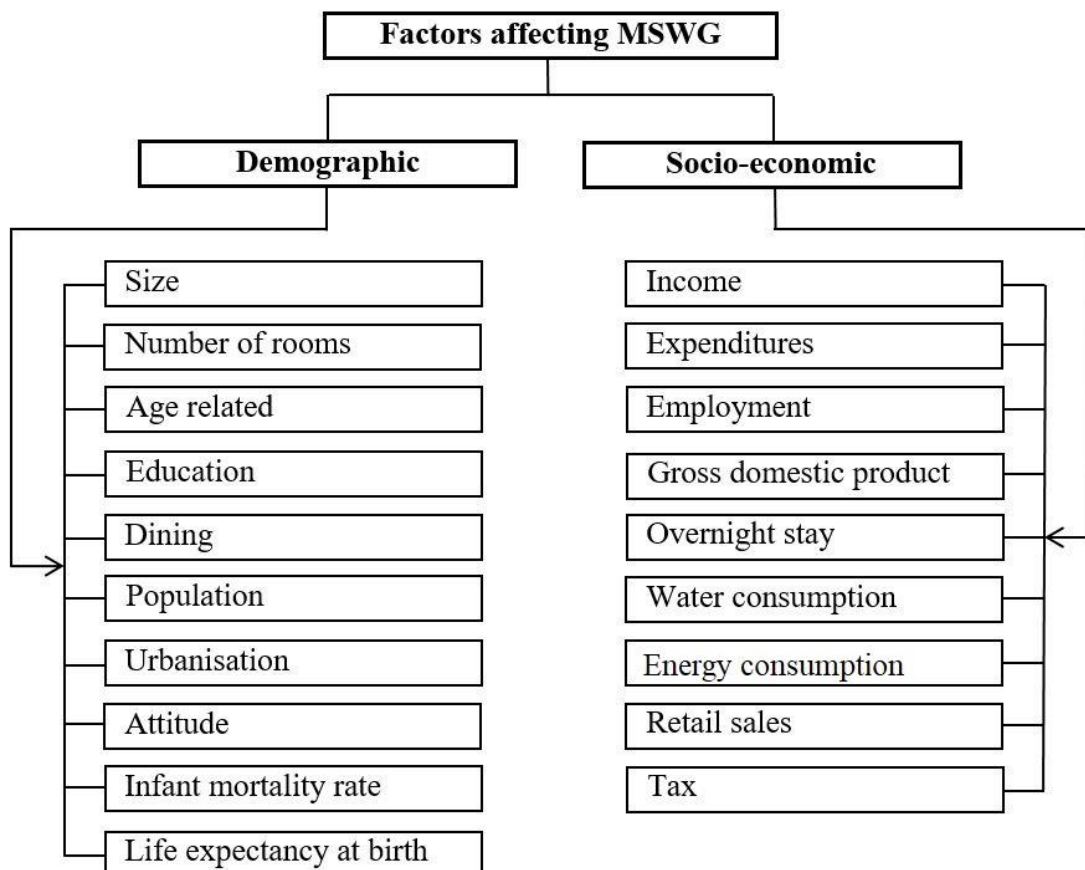 Factors affecting MSWG
Demographic
Socio-economic
Size
Number of rooms
Age related
Education
Dining
Population
Urbanisation
Attitude
Infant mortality rate
Life expectancy at birth
Income
Expenditures
Employment
Gross domestic product
Overnight stay
Water consumption
Energy consumption
Retail sales
Tax